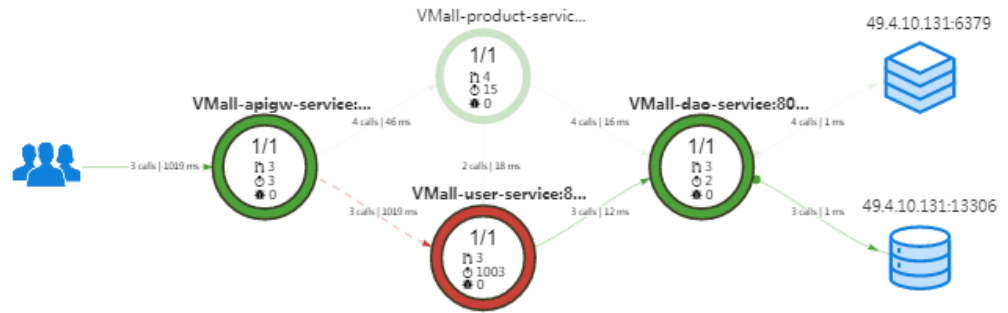 VMall-product-servic...
49.4.10.131:6379
1/1
4
15
0
VMall-apigw-service:...
VMall-dao-service:80...
4 calls | 46 ms
4 calls | 16 ms
4 calls | 1 ms
1/1
3
3
0
3 calls | 1019 ms
2 calls | 18 ms
1/1
3
2
0
VMall-user-service:8...
3 calls | 1019 ms
3 calls | 12 ms
3 calls | 1 ms
49.4.10.131:13306
1/1
3
1003
0